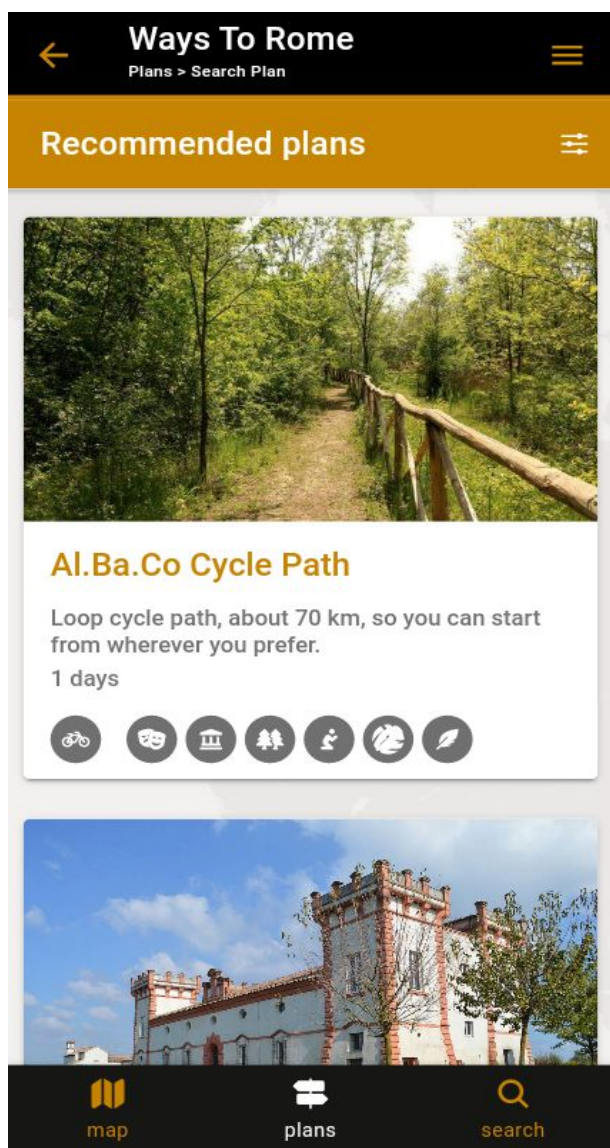 Ways To Rome
Plans > Search Plan
Recommended plans
Al.Ba.Co Cycle Path
Loop cycle path, about 70 km, so you can start
from wherever you prefer.
1 days
map
plans
search